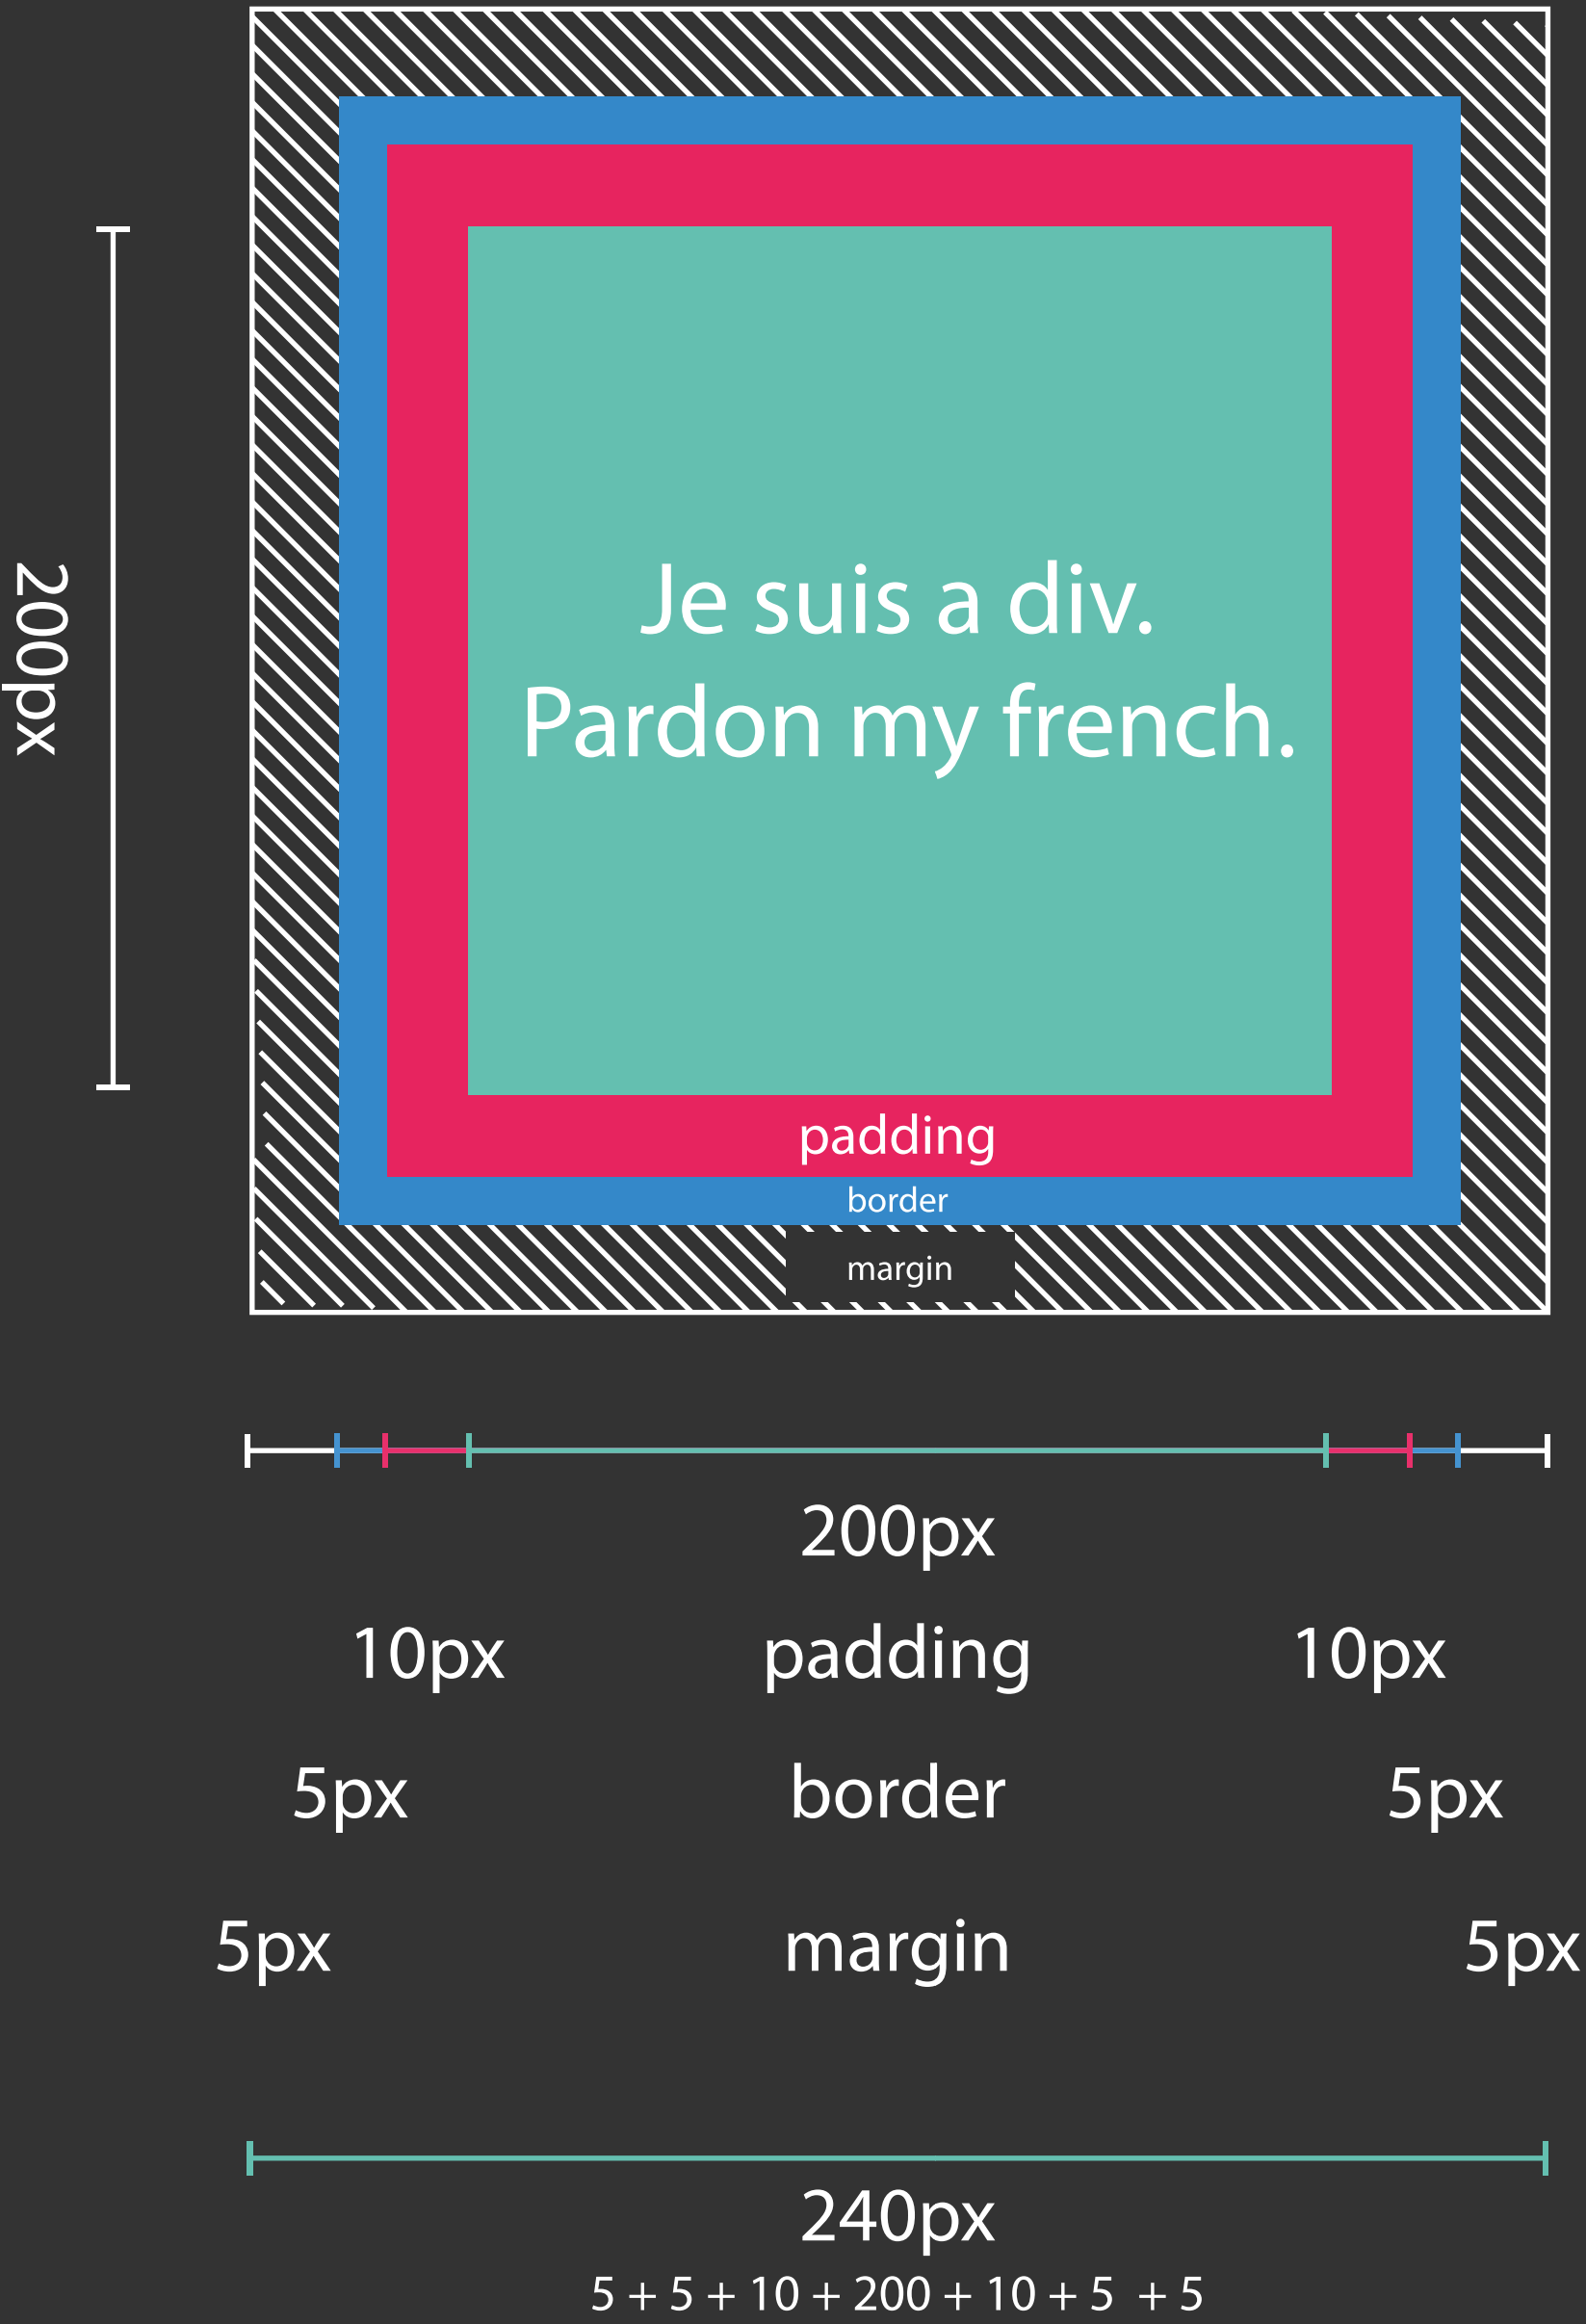 200px
Je suis a div.
Pardon my french.
padding
border
margin
200px
10px padding 10px
5px border 5px
5px margin 5px
240px
5 + 5 + 10 + 200 + 10 + 5 + 5